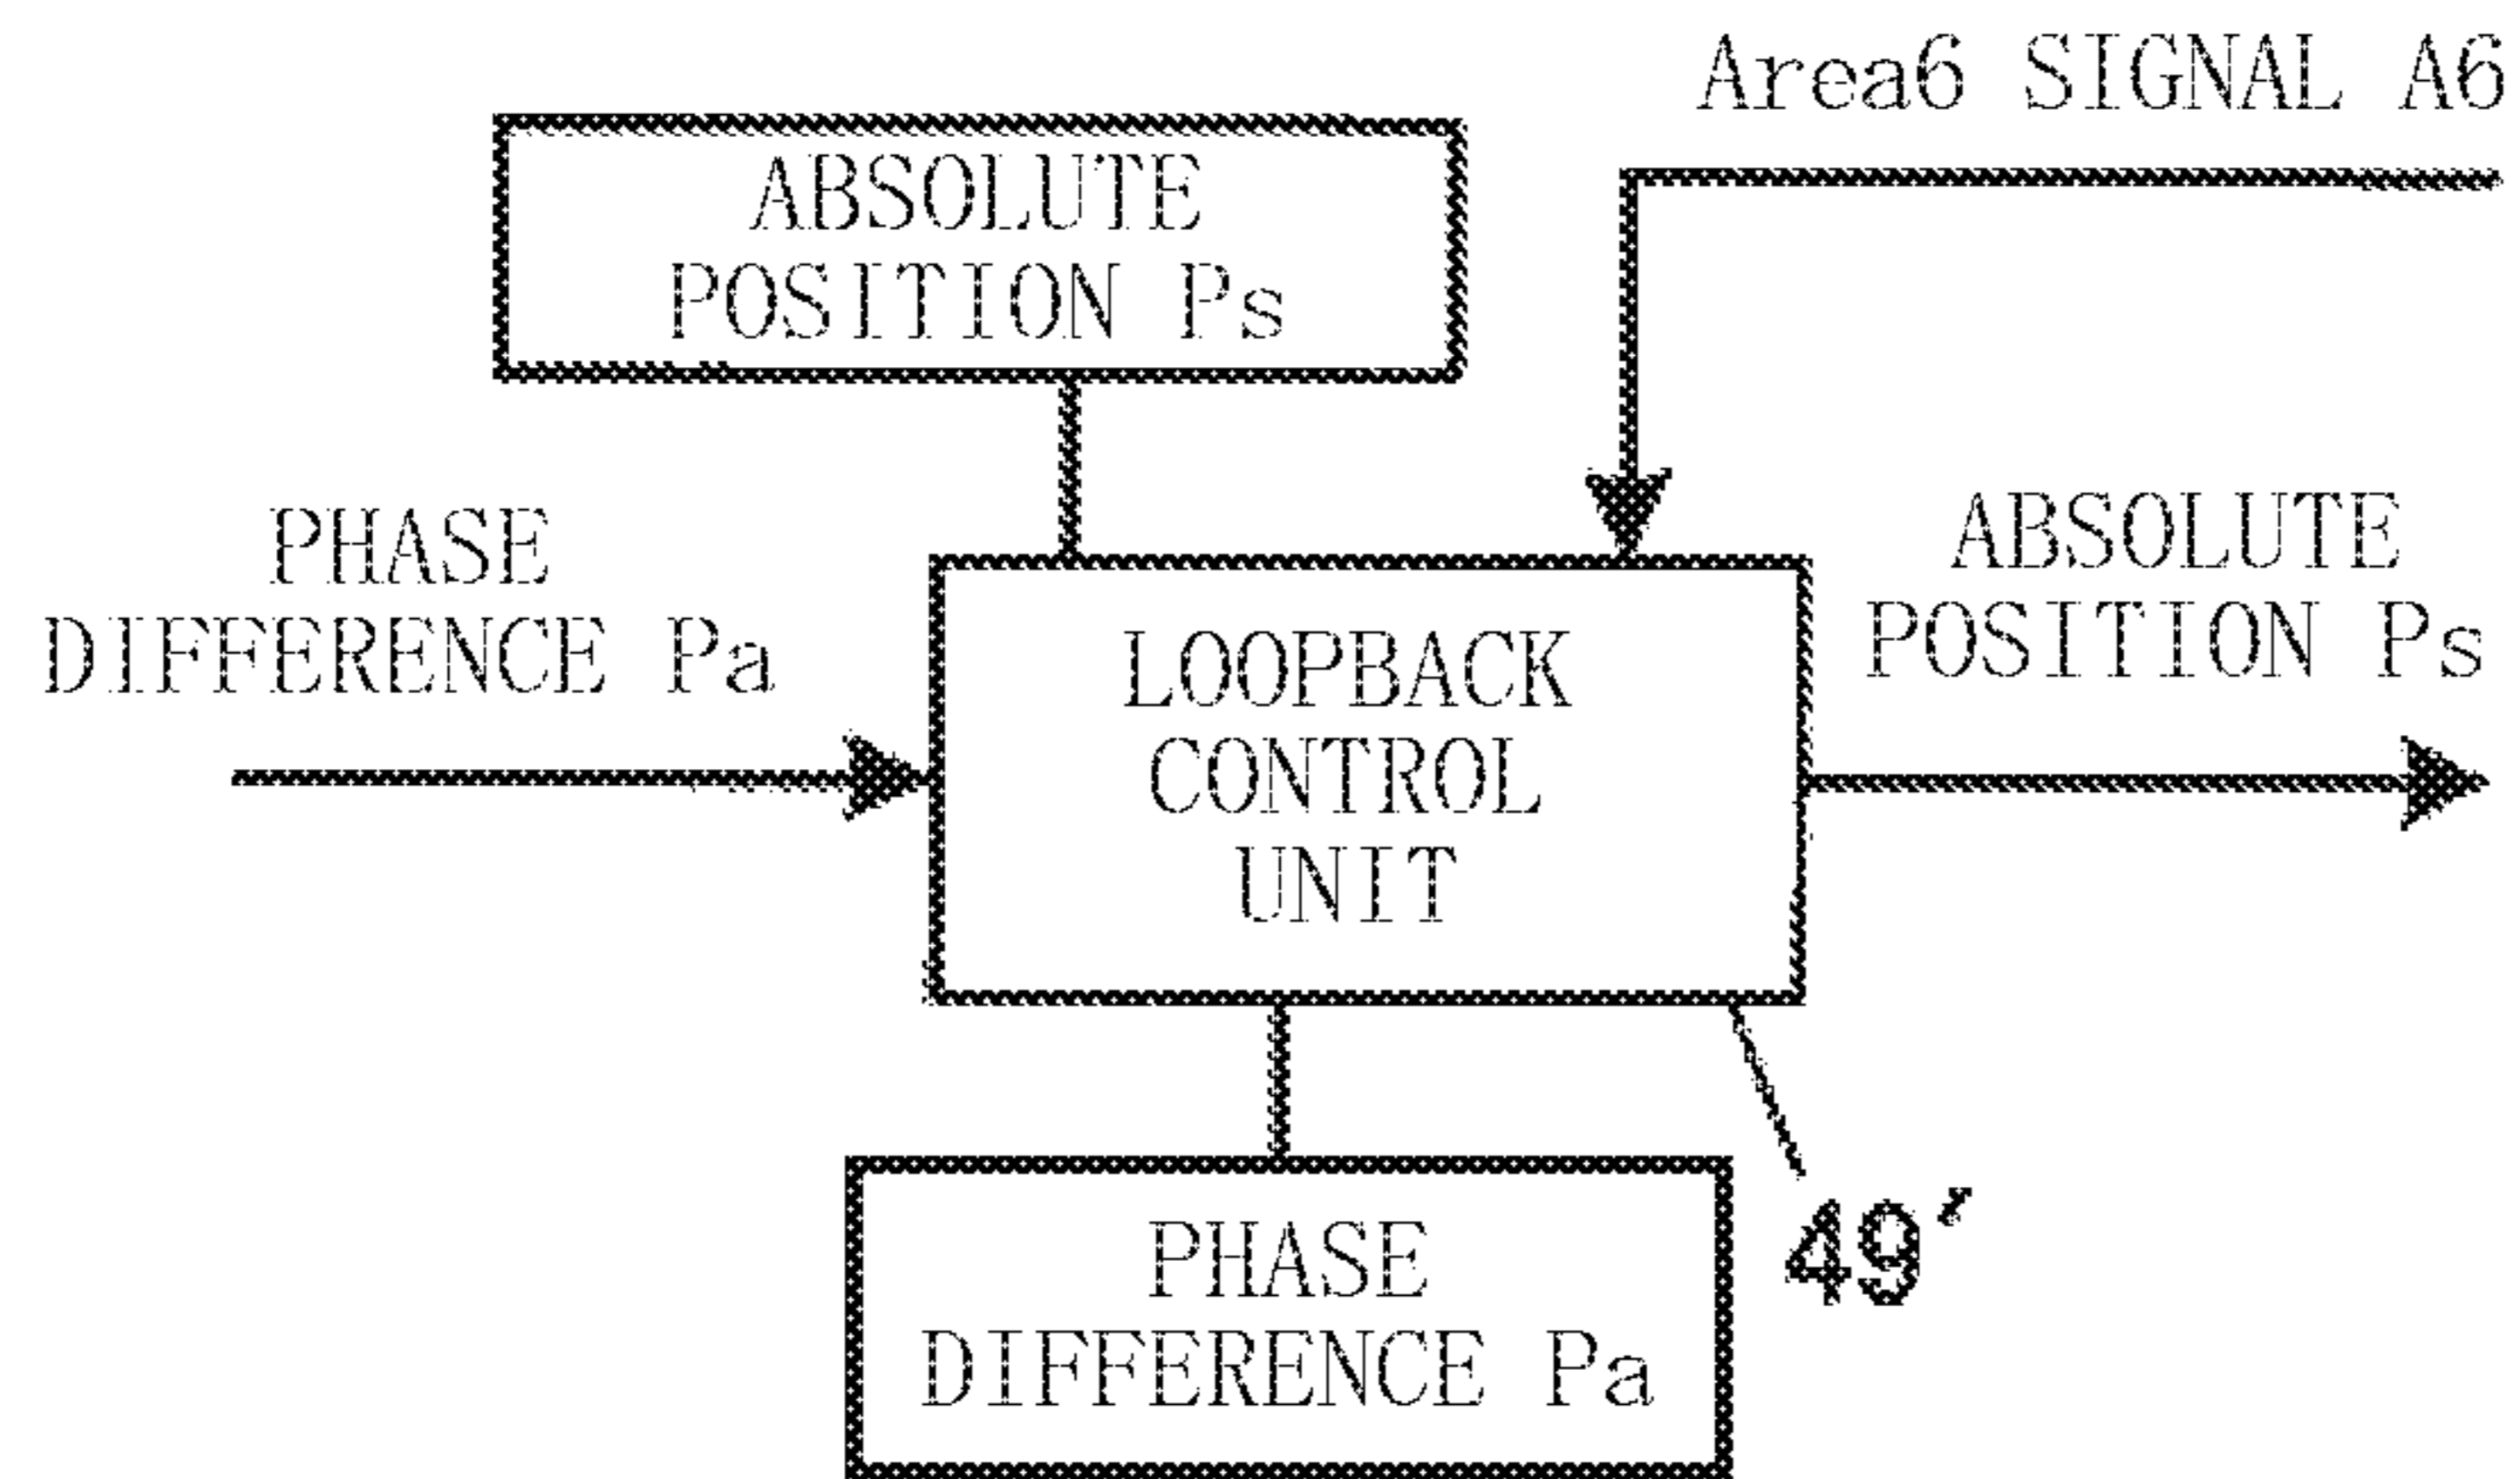 Area6 SIGNAL A6
ABSOLUTE
POSITION Ps
PHASE
DIFFERENCE Pa
ABSOLUTE
POSITION Ps
LOOPBACK
CONTROL
UNIT
49′
PHASE
DIFFERENCE Pa